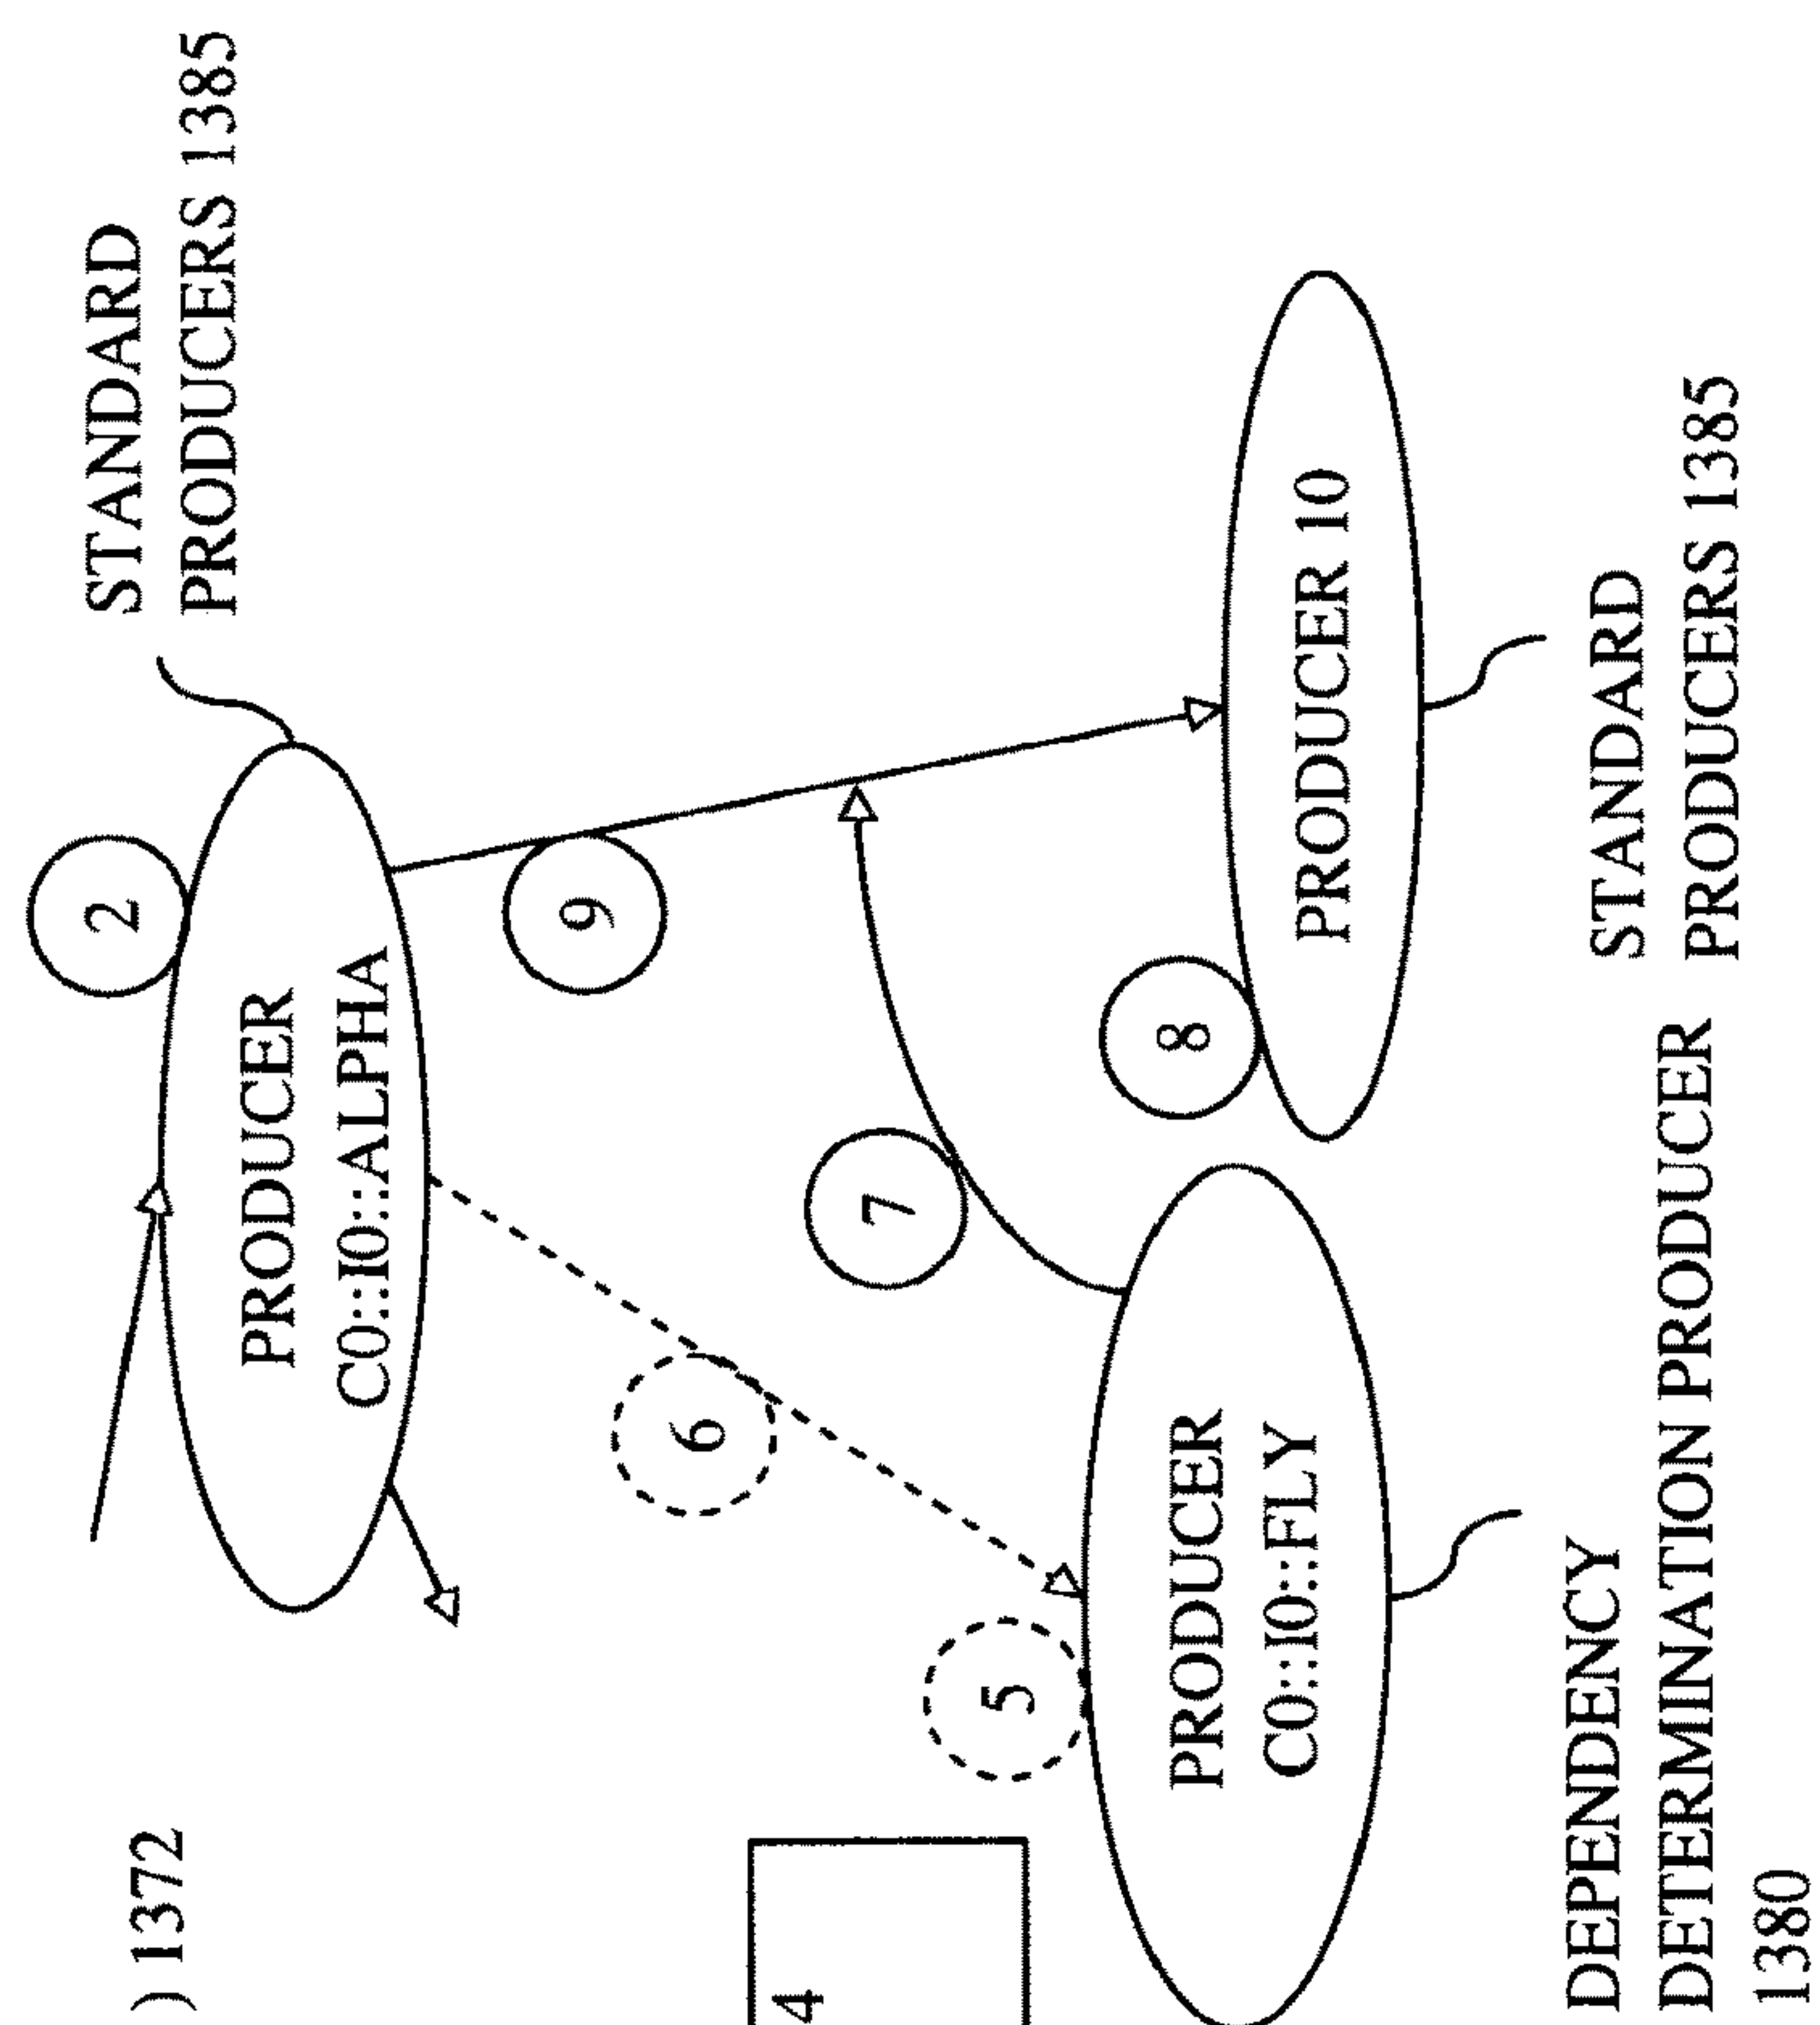 ) 1372
2
STANDARD
PRODUCERS 1385
PRODUCER
C0::I0::ALPHA
9
6
4
7
5
8
PRODUCER
C0::I0::FLY
PRODUCER 10
DEPENDENCY
DETERMINATION PRODUCER
1380
STANDARD
PRODUCERS 1385